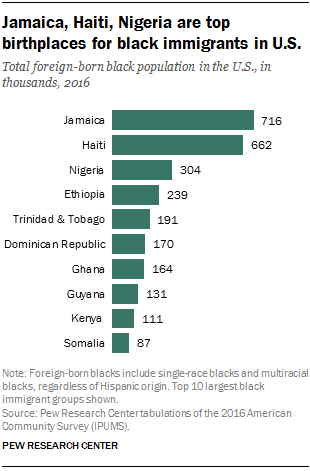 Jamaica, Haiti, Nigeria are top
birthplaces for black immigrants in U.S.
Total foreign-born black population in the U.S., in
thousands, 2016
Jamaica 716
Haiti 662
Nigeria 304
Ethiopia 239
Trinidad & Tobago 191
Dominican Republic 170
Ghana 164
Guyana 131
Kenya 111
Somalia 87
Note: Foreign-born blacks include single-race blacks and multiracial
blacks, regardless of Hispanic origin. Top 10 largest black
immigrant groups shown.
Source: Pew Research Center tabulations of the 2016 American
Community Survey (IPUMS).
PEW RESEARCH CENTER